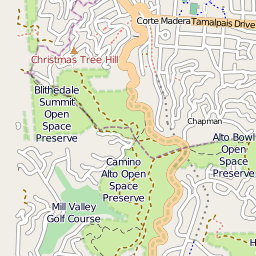 Corte Madera
Tamalpais Drive
Christmas Tree Hill
Blithedale
Summit
Open
Space
Preserve
Chapman
Alto Bowl
Open
Space
Preserve
Camino
Alto Open
Space
Preserve
Mill Valley
Golf Course
H